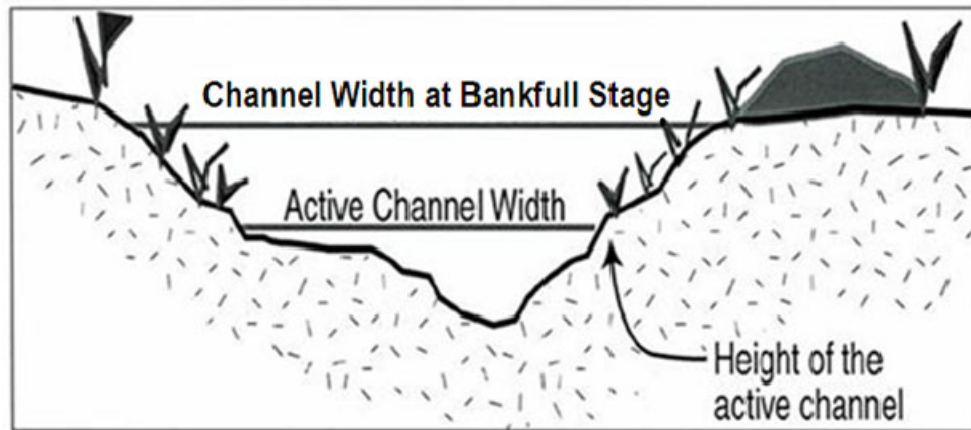 Channel Width at Bankfull Stage
Active Channel Width
Height of the
active channel